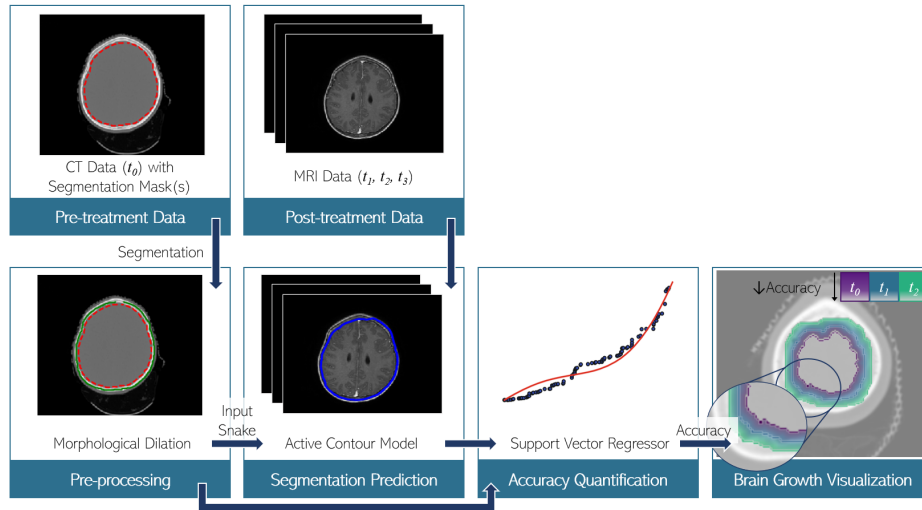 CT Data (t₀) with
Segmentation Mask(s)
Pre-treatment Data
MRI Data (t₁, t₂, t₃)
Post-treatment Data
Segmentation
↓Accuracy
t₀ t₁ t₂
Morphological Dilation
Pre-processing
Input
Snake
Active Contour Model
Segmentation Prediction
Support Vector Regressor
Accuracy Quantification
Accuracy
Brain Growth Visualization